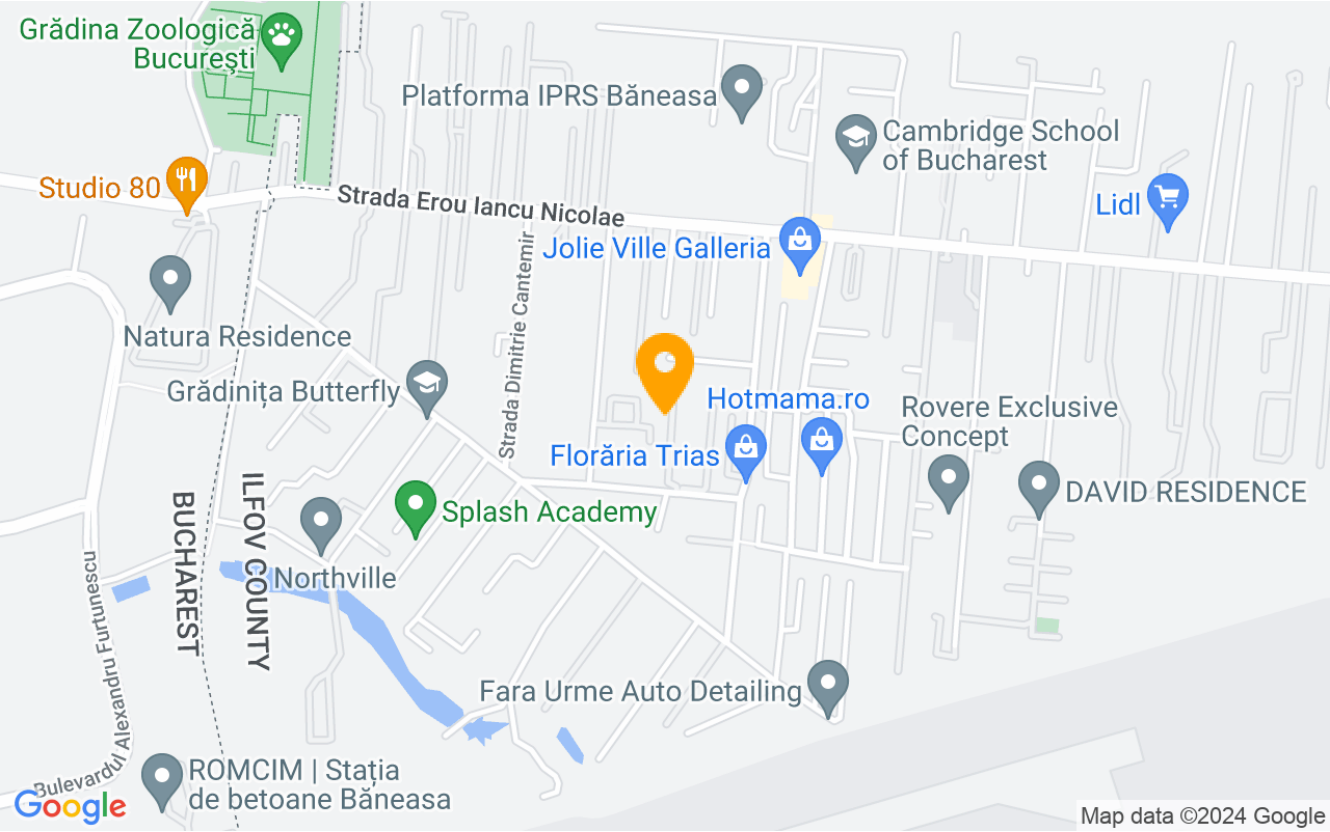 Grădina Zoologică
București
Platforma IPRS Băneasa
Cambridge School
of Bucharest
Studio 80
Strada Erou Iancu Nicolae
Lidl
Jolie Ville Galleria
Strada Dimitrie Cantemir
Natura Residence
Grădinița Butterfly
Hotmama.ro
Rovere Exclusive
Concept
Florăria Trias
DAVID RESIDENCE
Splash Academy
BUCHAREST
ILFOV COUNTY
Northville
Bulevardul Alexandru Furtunescu
Fara Urme Auto Detailing
ROMCIM | Stația
de betoane Băneasa
Google
Map data ©2024 Google